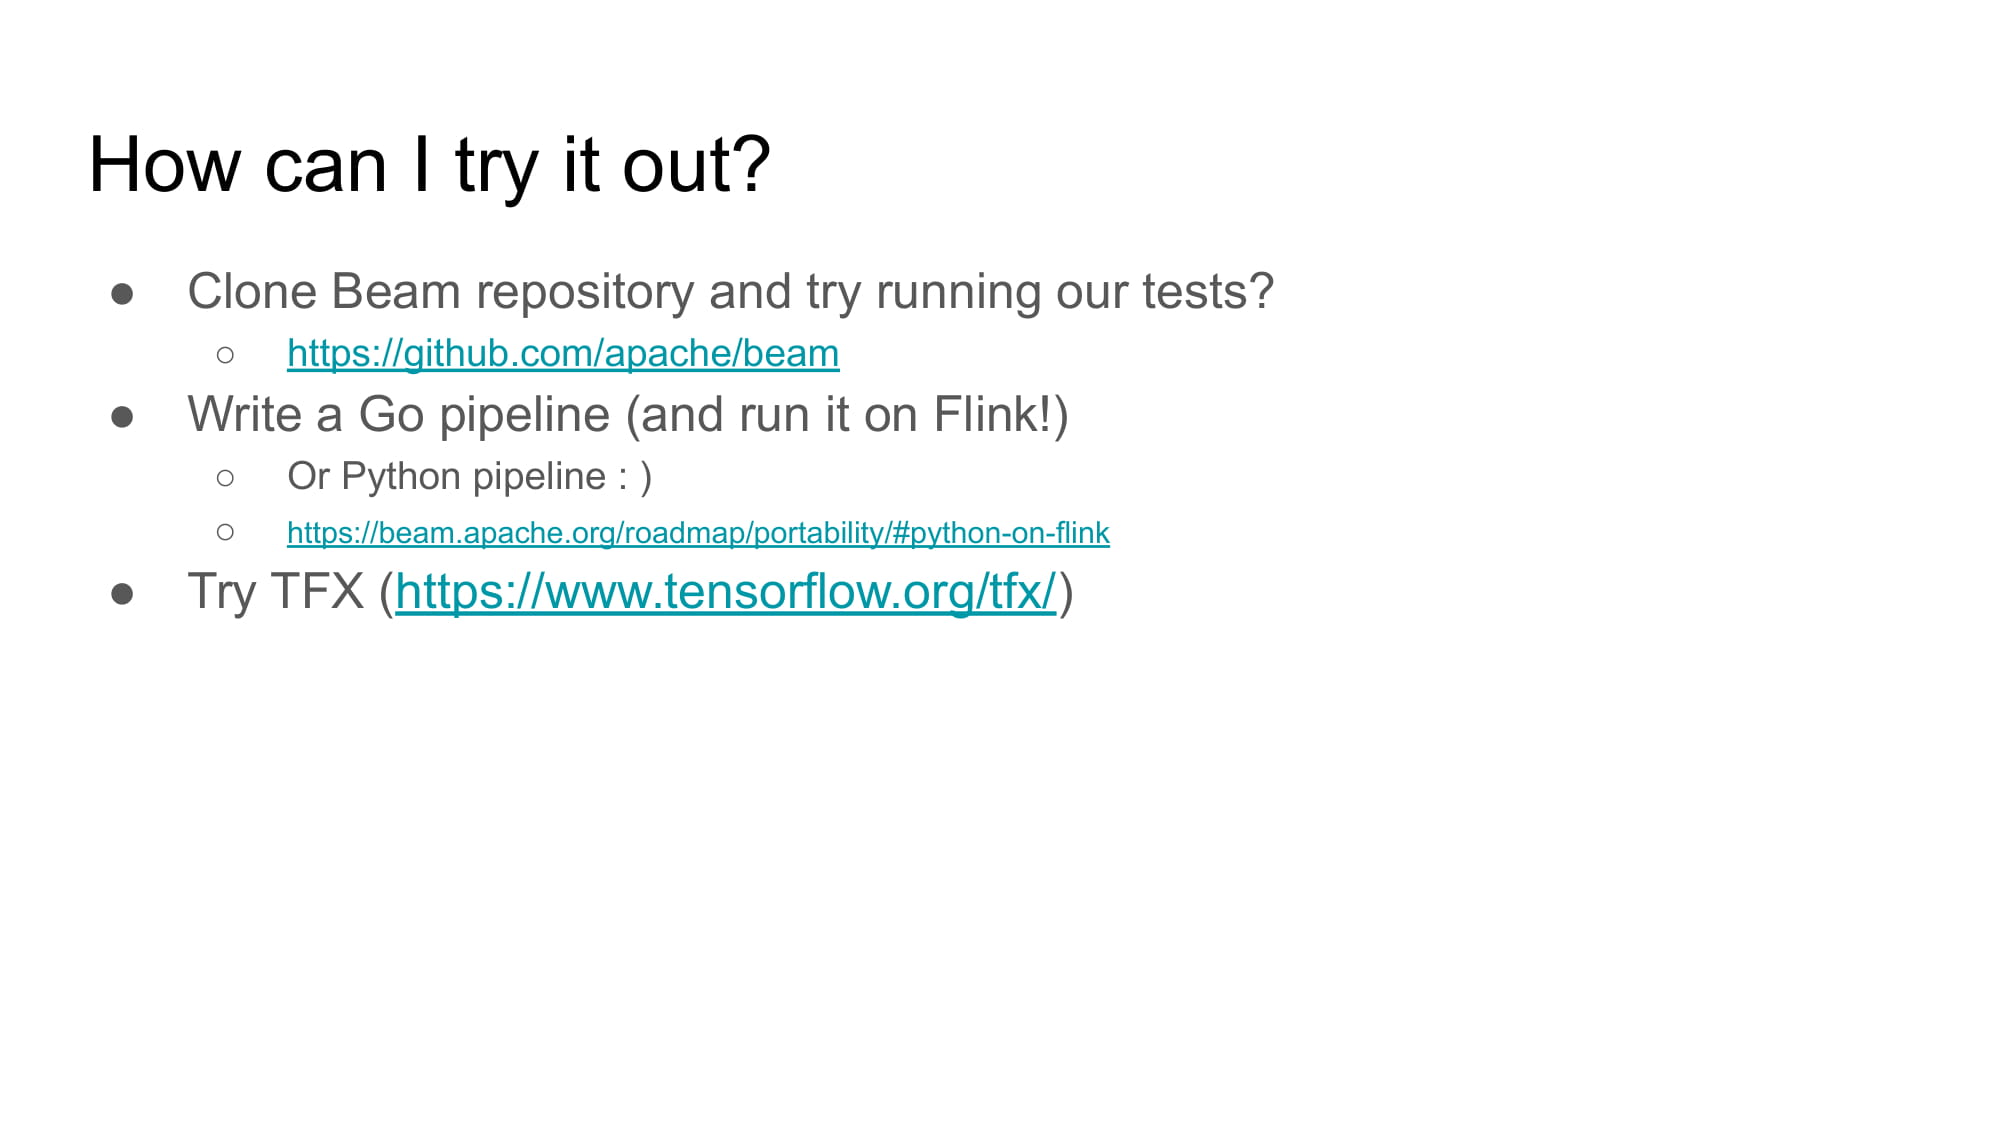 How can I try it out?
● Clone Beam repository and try running our tests?
○ https://github.com/apache/beam
● Write a Go pipeline (and run it on Flink!)
○ Or Python pipeline : )
○ https://beam.apache.org/roadmap/portability/#python-on-flink
● Try TFX (https://www.tensorflow.org/tfx/)